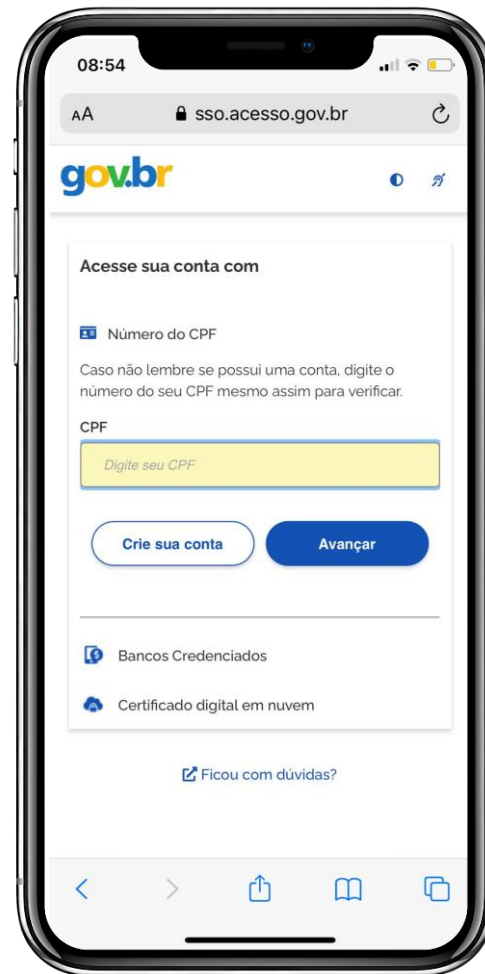 08:54
AA sso.acesso.gov.br
gov.br
Acesse sua conta com
Número do CPF
Caso não lembre se possui uma conta, digite o
número do seu CPF mesmo assim para verificar.
CPF
Digite seu CPF
Crie sua conta Avançar
Bancos Credenciados
Certificado digital em nuvem
Ficou com dúvidas?